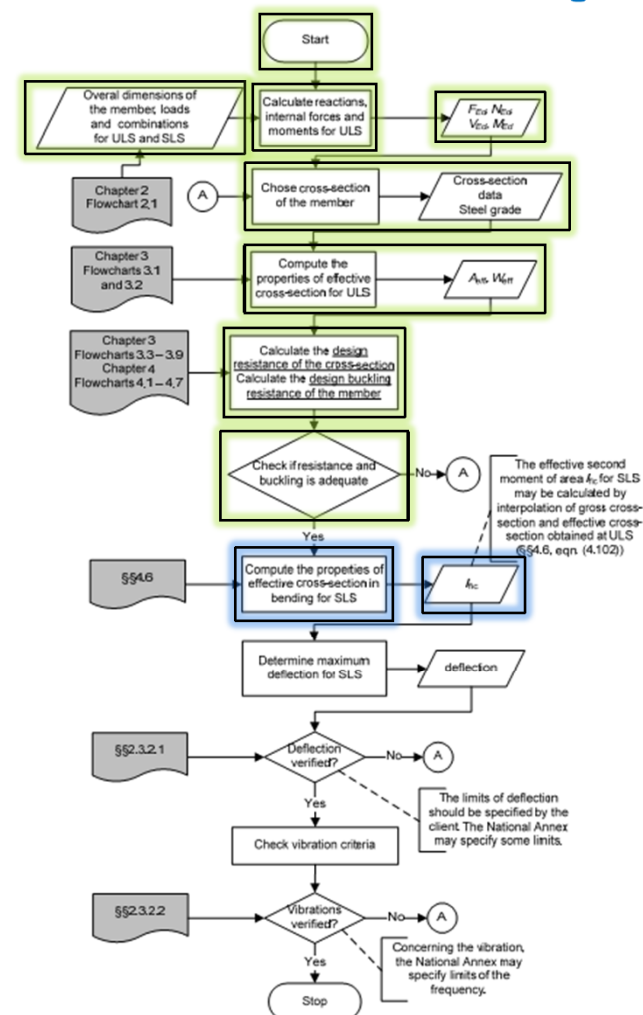 Start
Overal dimensions of
the member, loads
and combinations
for ULS and SLS
Calculate reactions,
internal forces and
moments for ULS
FEd, NEd,
VEd, MEd
Chapter 2
Flowchart 2.1
A
Chose cross-section
of the member
Cross-section
data
Steel grade
Chapter 3
Flowcharts 3.1
and 3.2
Compute the
properties of effective
cross-section for ULS
Aeff, Weff
Chapter 3
Flowcharts 3.3–3.9
Chapter 4
Flowcharts 4.1–4.7
Calculate the design
resistance of the cross-section
Calculate the design buckling
resistance of the member
Check if resistance and
buckling is adequate
No
A
The effective second
moment of area Ific for SLS
may be calculated by
interpolation of gross cross-
section and effective cross-
section obtained at ULS
(§§4.6, eqn. (4.102))
Yes
§§4.6
Compute the properties of
effective cross-section in
bending for SLS
Ific
Determine maximum
deflection for SLS
deflection
§§2.3.2.1
Deflection
verified?
No
A
Yes
The limits of deflection
should be specified by the
client. The National Annex
may specify some limits.
Check vibration criteria
§§2.3.2.2
Vibrations
verified?
No
A
Yes
Concerning the vibration,
the National Annex may
specify limits of the
frequency.
Stop